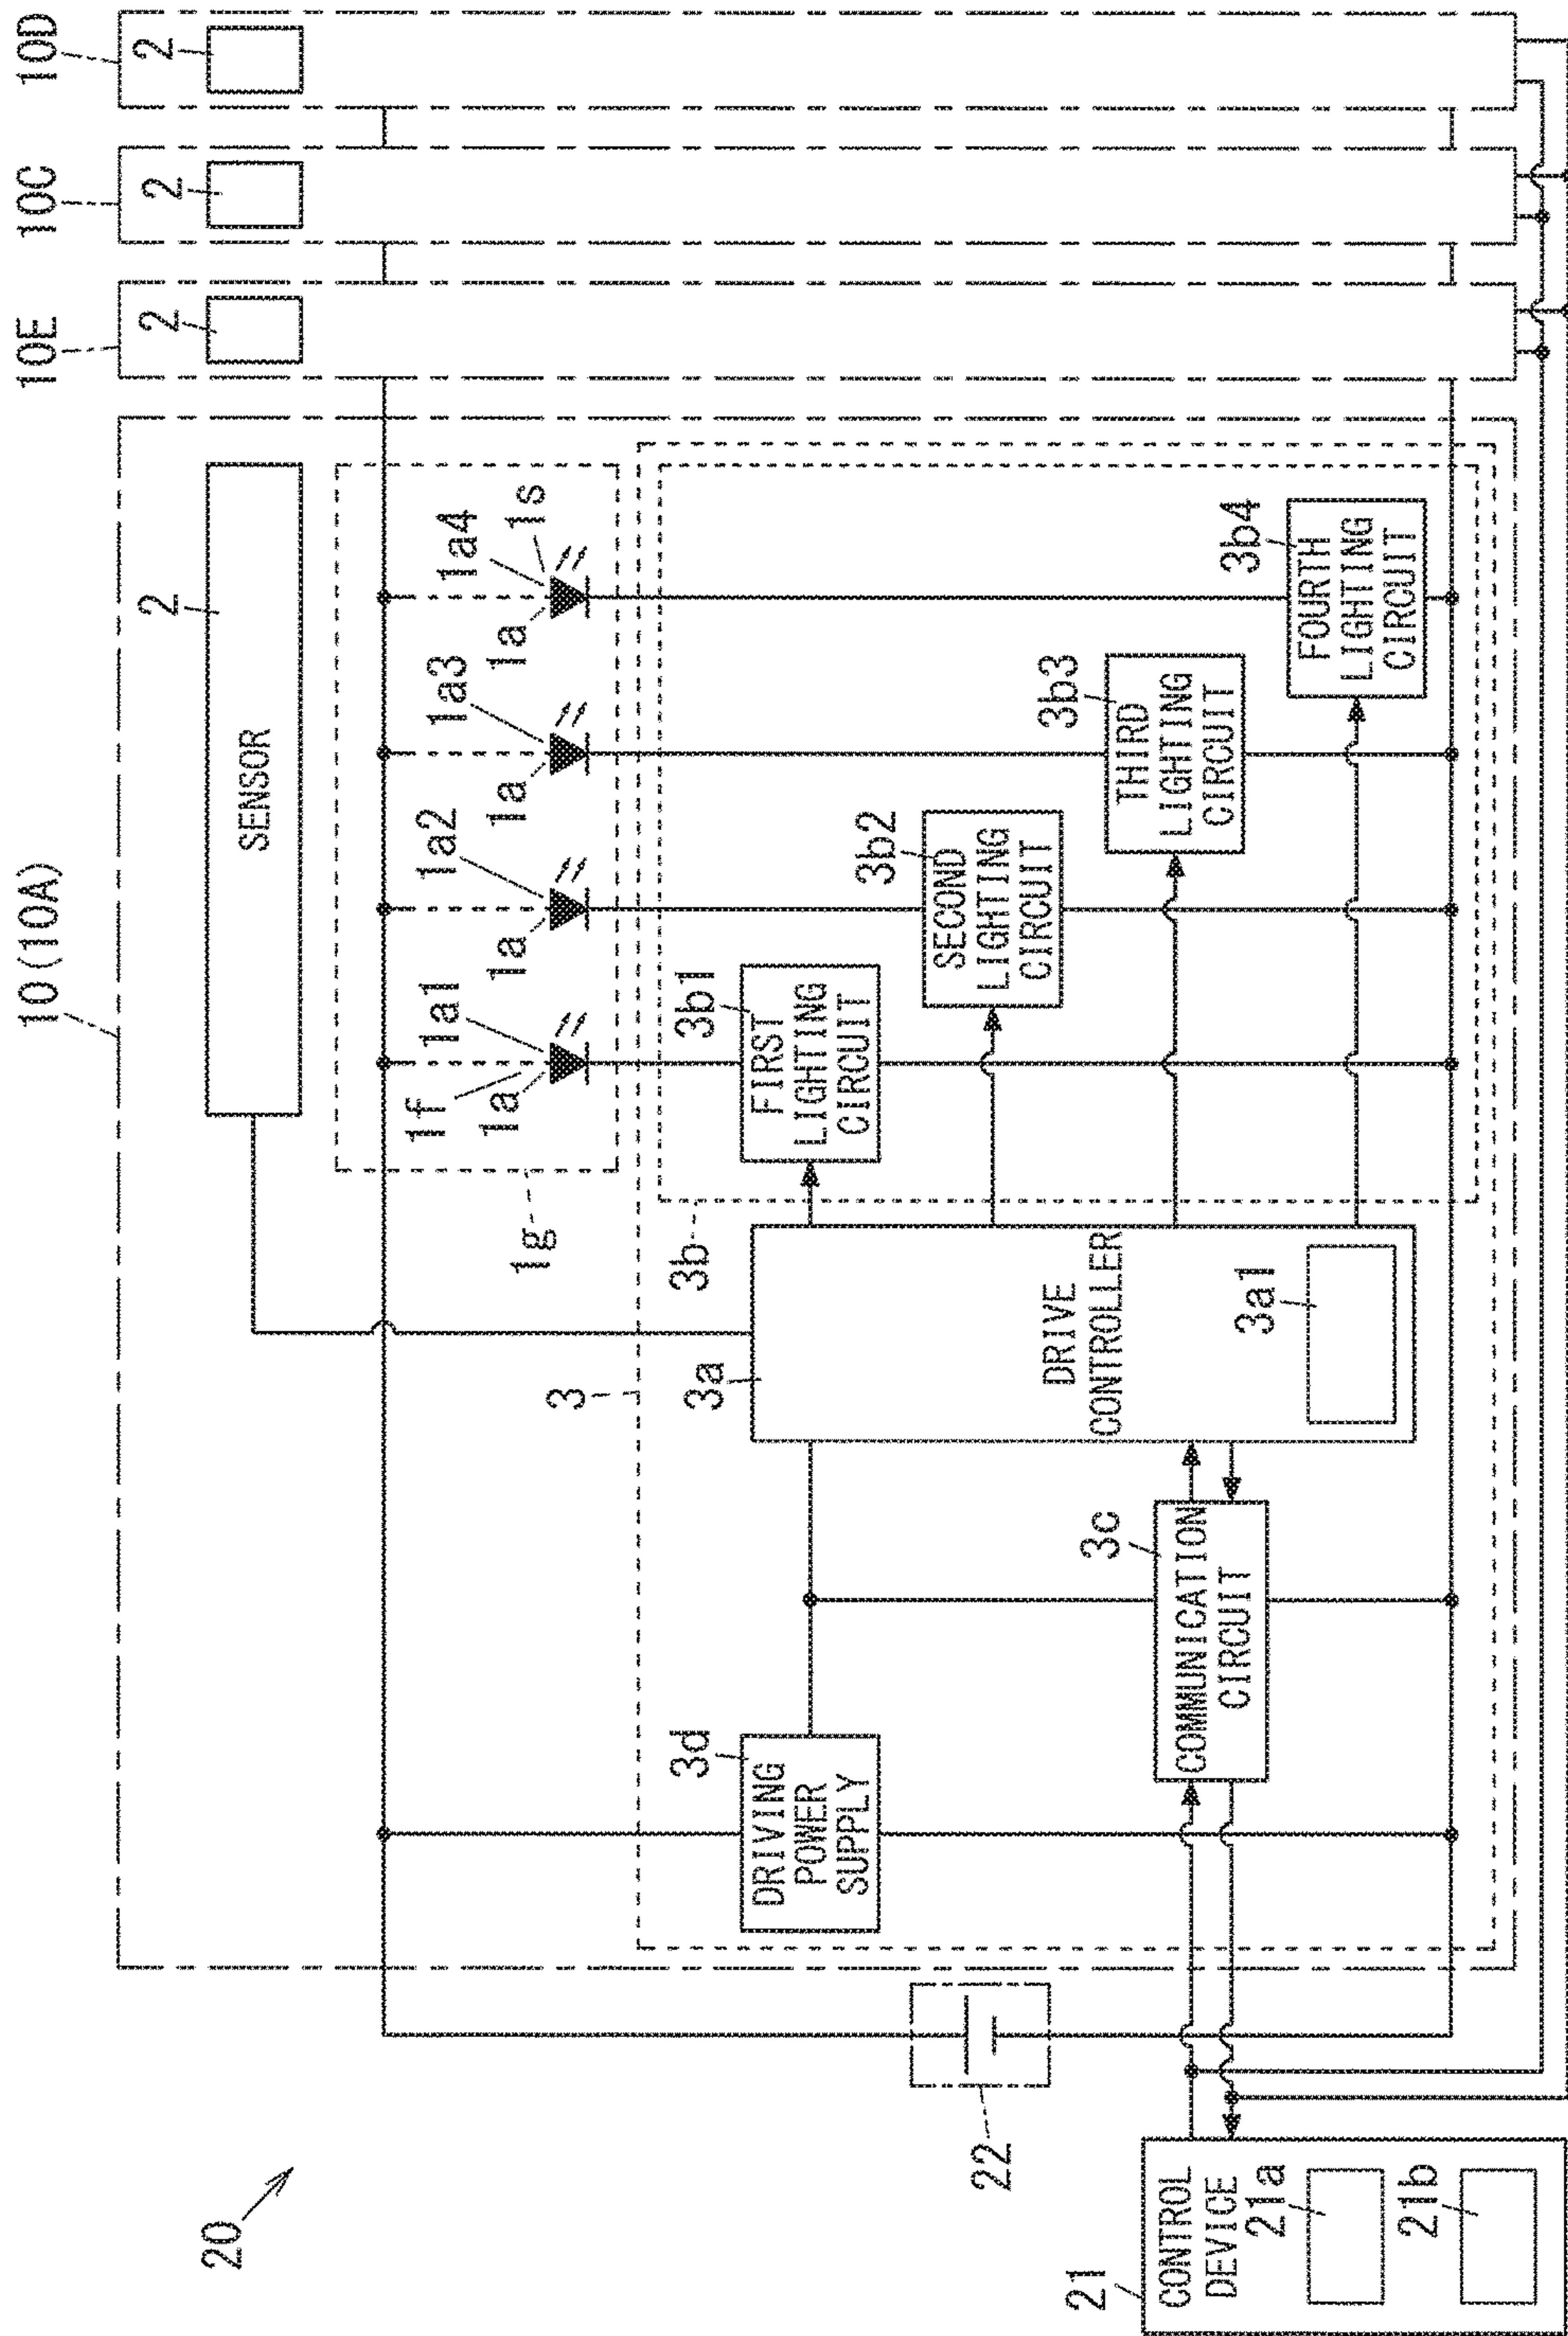 20
10(10A)
10E
10C
10D
2
SENSOR
2
2
2
1f
1a
1a1
1a
1a2
1a
1a3
1a
1a4
1s
1g
3
3a
3b
3d
DRIVING
POWER
SUPPLY
3b1
FIRST
LIGHTING
CIRCUIT
3b2
SECOND
LIGHTING
CIRCUIT
3b3
THIRD
LIGHTING
CIRCUIT
3b4
FOURTH
LIGHTING
CIRCUIT
DRIVE
CONTROLLER
3a1
3c
COMMUNICATION
CIRCUIT
22
21
CONTROL
DEVICE
21a
21b